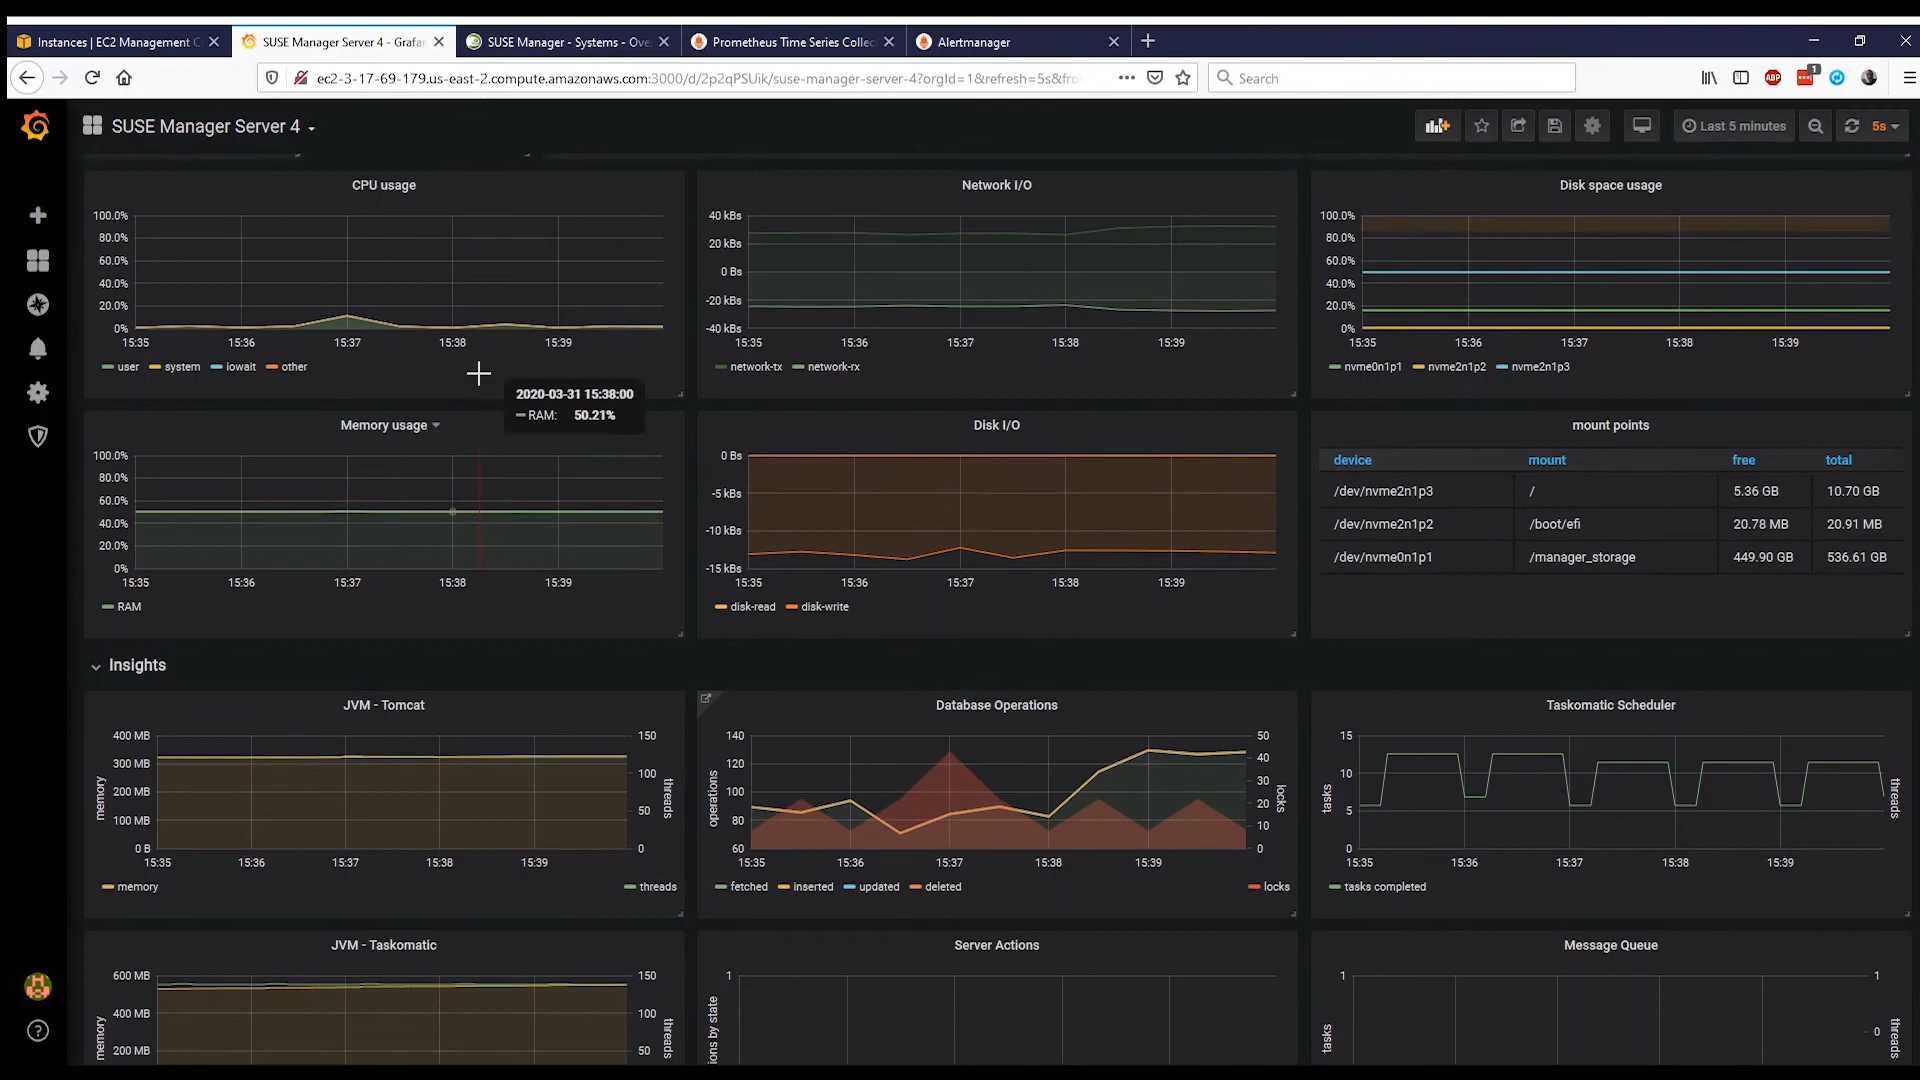 Instances | EC2 Management C
SUSE Manager Server 4 - Grafan
SUSE Manager - Systems - Ove
Prometheus Time Series Collec
Alertmanager
ec2-3-17-69-179.us-east-2.compute.amazonaws.com:3000/d/2p2qPSUik/suse-manager-server-4?orgId=1&refresh=5s&fro
Search
ABP
1
SUSE Manager Server 4
Last 5 minutes
5s
CPU usage
100.0%
80.0%
60.0%
40.0%
20.0%
0%
15:35 15:36 15:37 15:38 15:39
user system iowait other
Network I/O
40 kBs
20 kBs
0 Bs
-20 kBs
-40 kBs
15:35 15:36 15:37 15:38 15:39
network-tx network-rx
Disk space usage
100.0%
80.0%
60.0%
40.0%
20.0%
0%
15:35 15:36 15:37 15:38 15:39
nvme0n1p1 nvme2n1p2 nvme2n1p3
2020-03-31 15:38:00
RAM: 50.21%
Memory usage
100.0%
80.0%
60.0%
40.0%
20.0%
0%
15:35 15:36 15:37 15:38 15:39
RAM
Disk I/O
0 Bs
-5 kBs
-10 kBs
-15 kBs
15:35 15:36 15:37 15:38 15:39
disk-read disk-write
mount points
device mount free total
/dev/nvme2n1p3 / 5.36 GB 10.70 GB
/dev/nvme2n1p2 /boot/efi 20.78 MB 20.91 MB
/dev/nvme0n1p1 /manager_storage 449.90 GB 536.61 GB
Insights
JVM - Tomcat
400 MB 150
300 MB 100
200 MB 50
100 MB
0 B 0
memory
threads
15:35 15:36 15:37 15:38 15:39
memory threads
Database Operations
140 50
120 40
100 30
80 20
60 10
0
operations
locks
15:35 15:36 15:37 15:38 15:39
fetched inserted updated deleted locks
Taskomatic Scheduler
15
10
5
0
tasks
threads
15:35 15:36 15:37 15:38 15:39
tasks completed
JVM - Taskomatic
600 MB 150
400 MB 100
200 MB 50
memory
threads
Server Actions
1
ions by state
Message Queue
1 1
0
tasks
threads